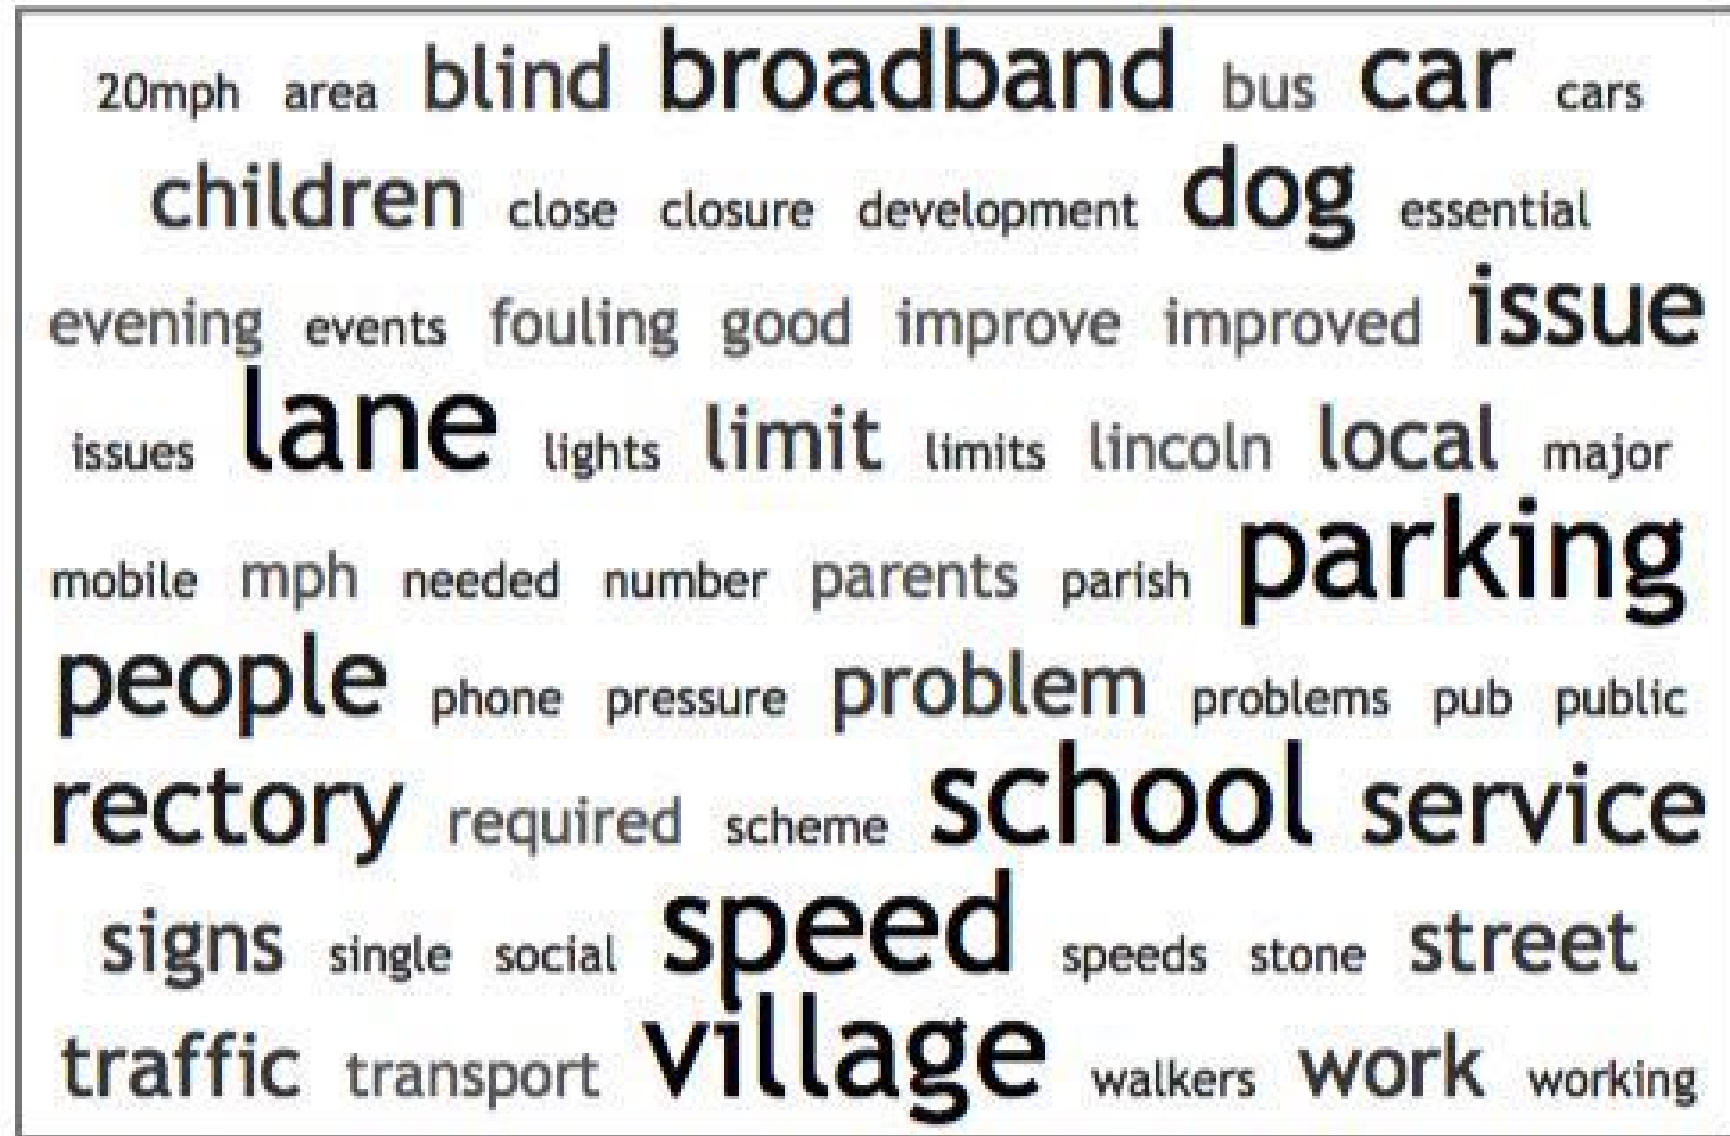 20mph area blind broadband bus car cars
children close closure development dog essential
evening events fouling good improve improved issue
issues lane lights limit limits lincoln local major
mobile mph needed number parents parish parking
people phone pressure problem problems pub public
rectory required scheme school service
signs single social speed speeds stone street
traffic transport village walkers work working